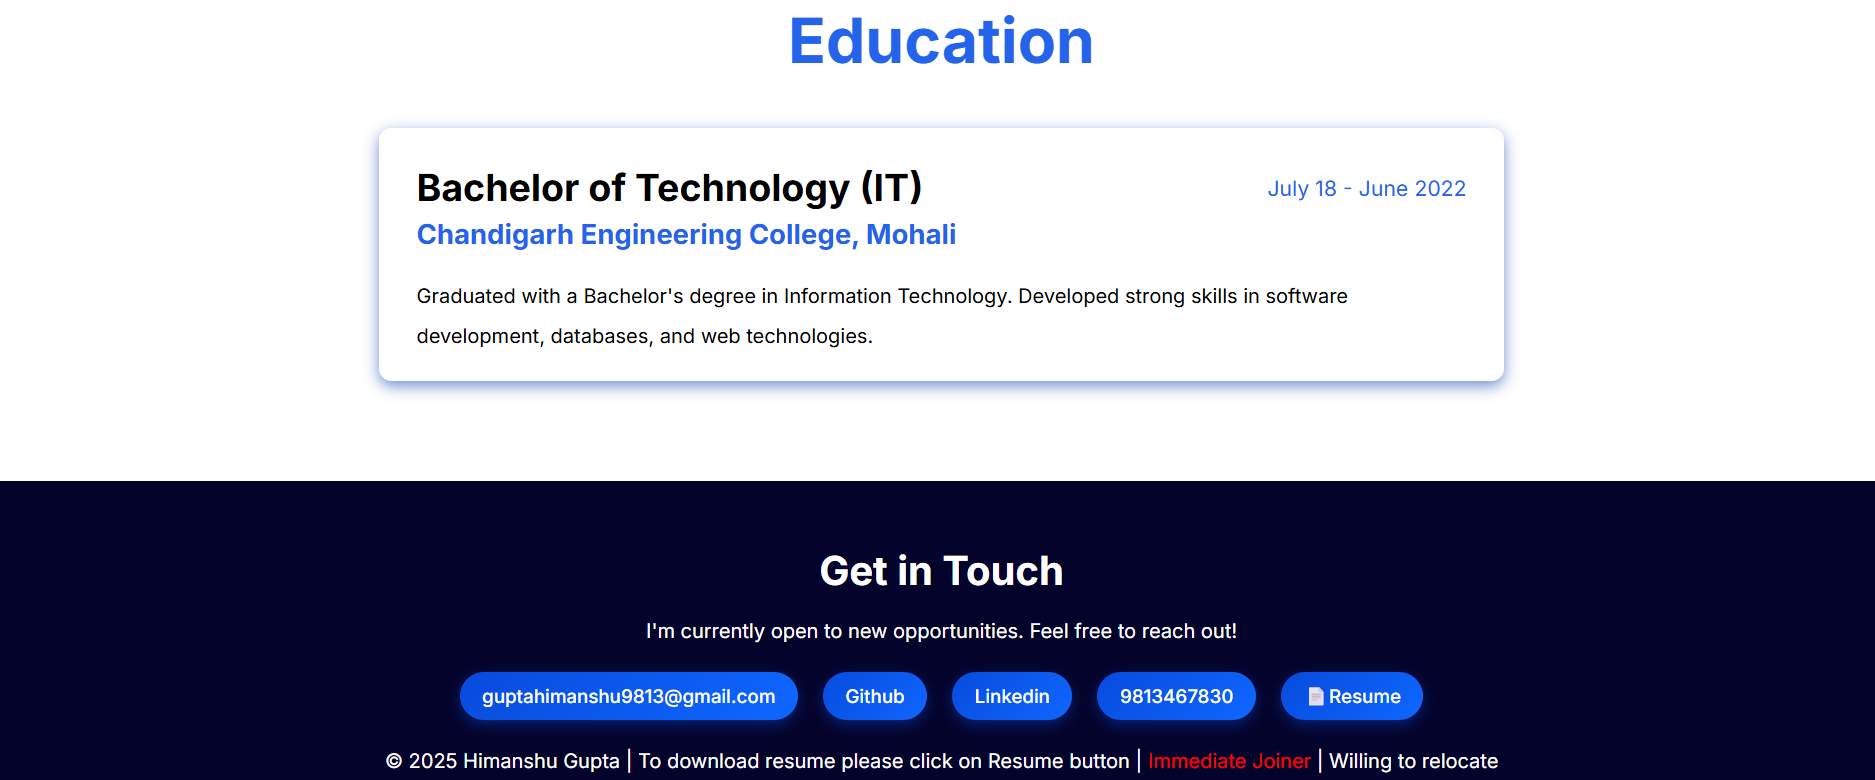 Education
Bachelor of Technology (IT)
July 18 - June 2022
Chandigarh Engineering College, Mohali
Graduated with a Bachelor's degree in Information Technology. Developed strong skills in software
development, databases, and web technologies.
Get in Touch
I'm currently open to new opportunities. Feel free to reach out!
guptahimanshu9813@gmail.com Github Linkedin 9813467830 📄Resume
© 2025 Himanshu Gupta | To download resume please click on Resume button | Immediate Joiner | Willing to relocate